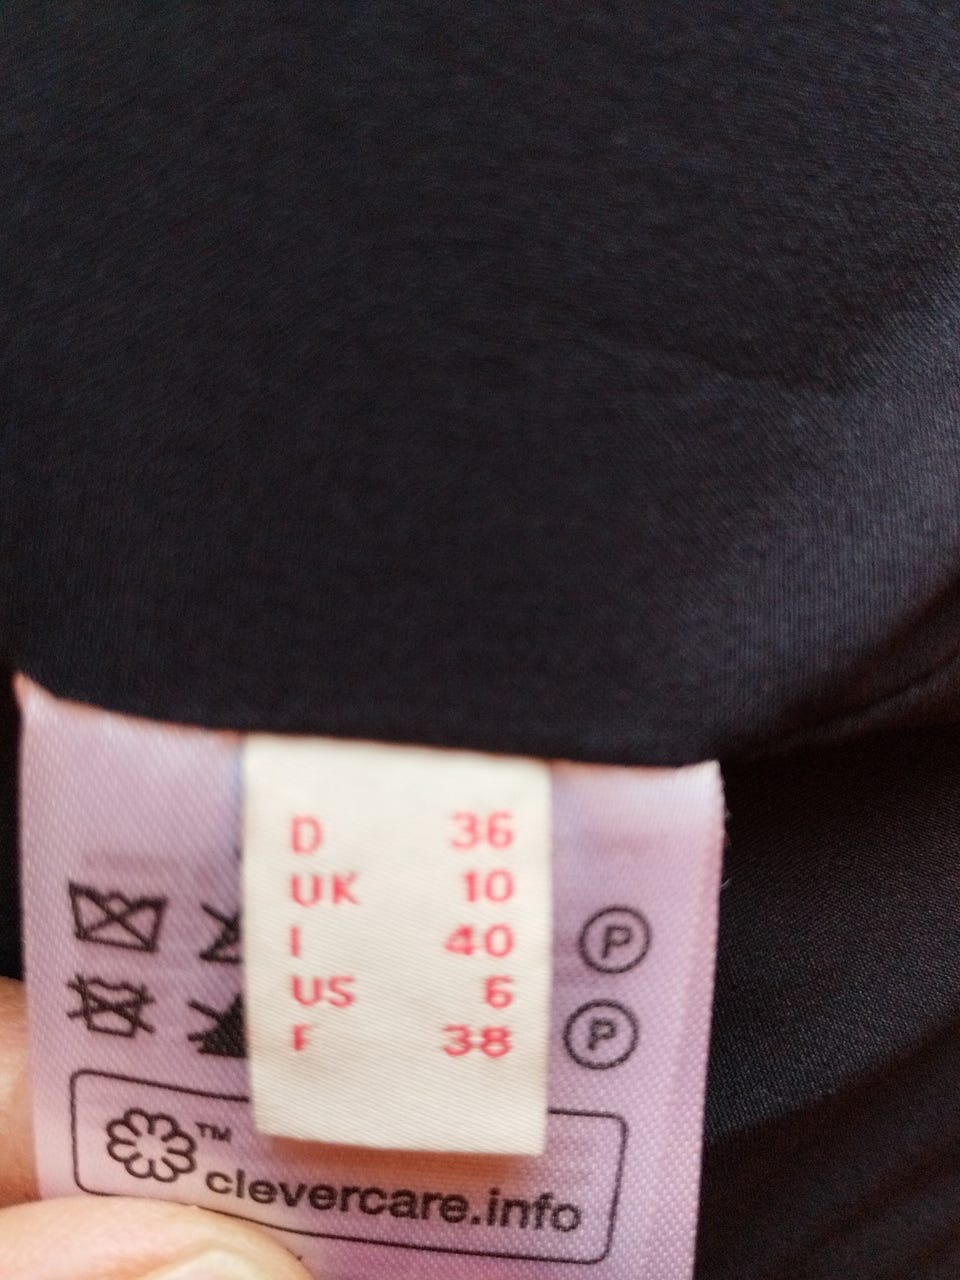 D 36
UK 10
I 40
US 6
F 38
P
P
TM
clevercare.info